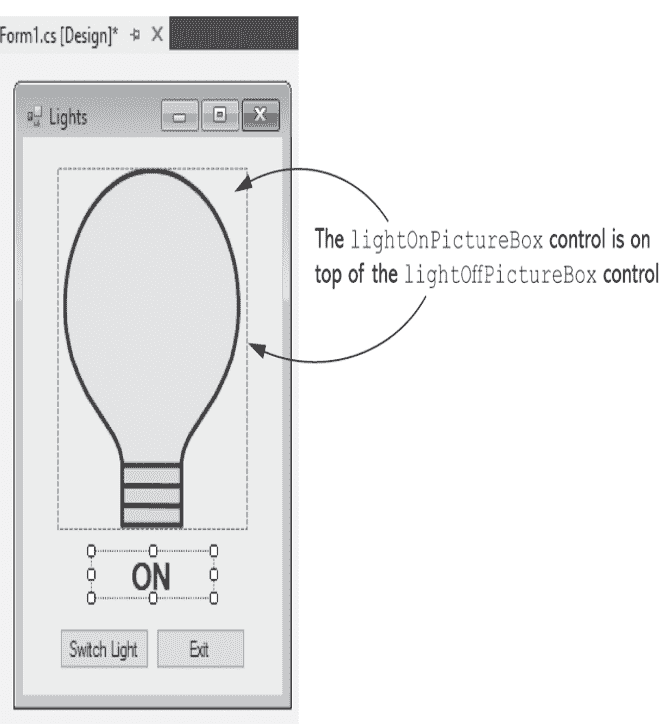 Form1.cs [Design]*
Lights
The lightOnPictureBox control is on
top of the lightOffPictureBox control
ON
Switch Light
Exit